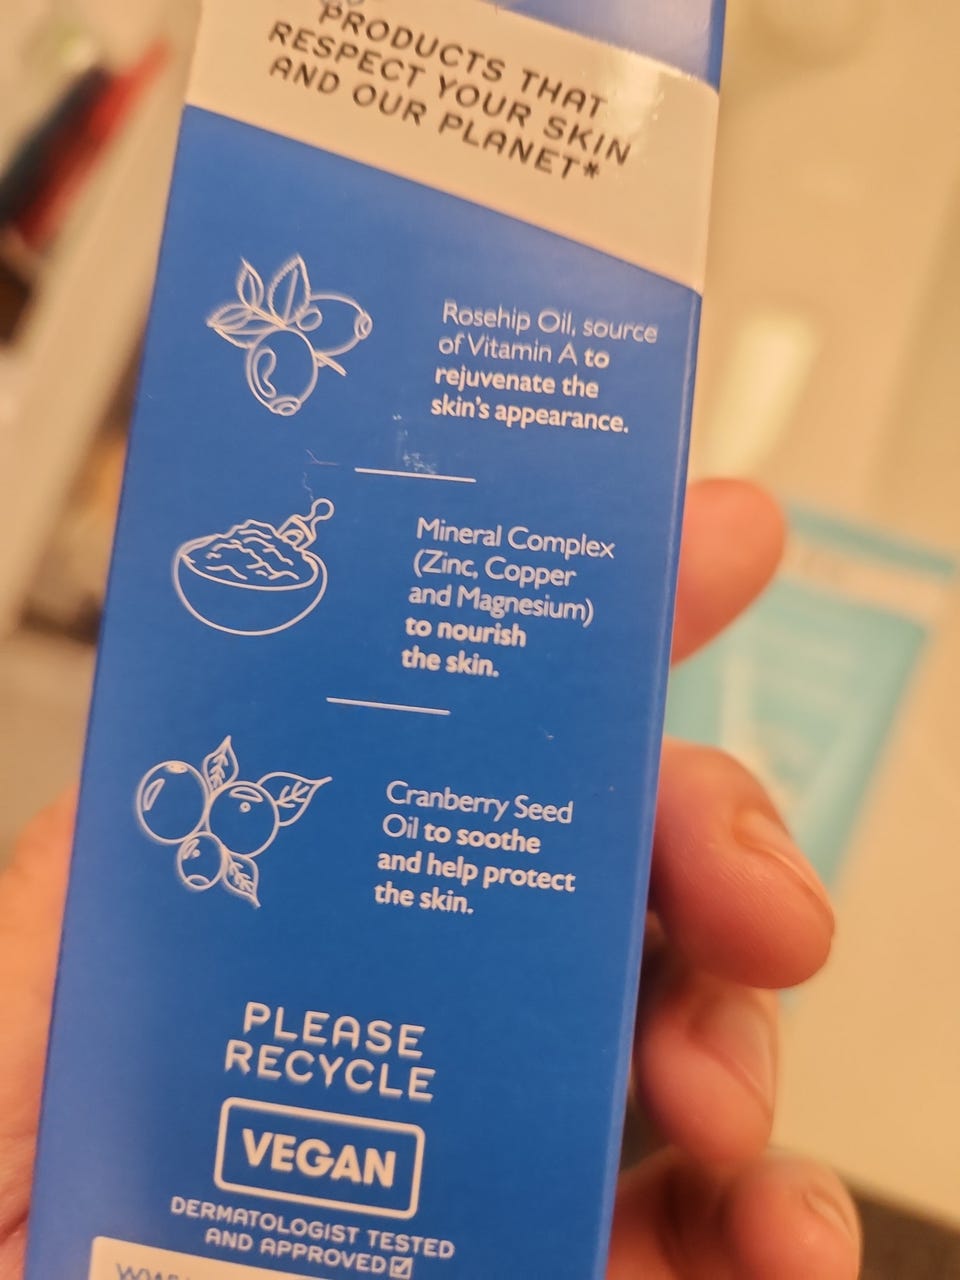 PRODUCTS THAT
RESPECT YOUR SKIN
AND OUR PLANET*
Rosehip Oil, source
of Vitamin A to
rejuvenate the
skin's appearance.
Mineral Complex
(Zinc, Copper
and Magnesium)
to nourish
the skin.
Cranberry Seed
Oil to soothe
and help protect
the skin.
PLEASE
RECYCLE
VEGAN
DERMATOLOGIST TESTED
AND APPROVED